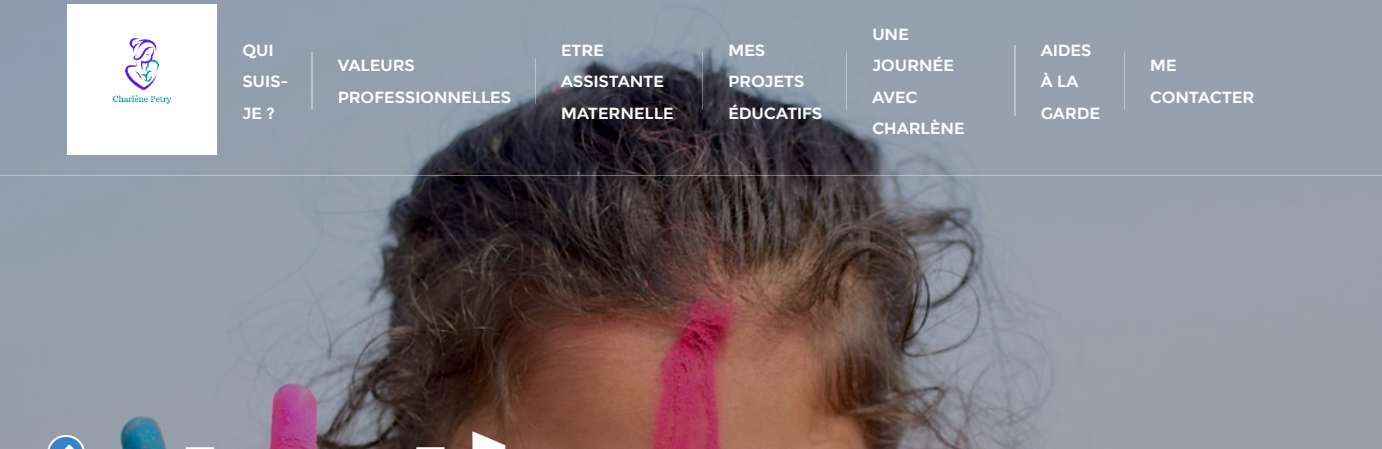 Charlène Petry
QUI
SUIS-
JE ?
VALEURS
PROFESSIONNELLES
ETRE
ASSISTANTE
MATERNELLE
MES
PROJETS
ÉDUCATIFS
UNE
JOURNÉE
AVEC
CHARLÈNE
AIDES
À LA
GARDE
ME
CONTACTER